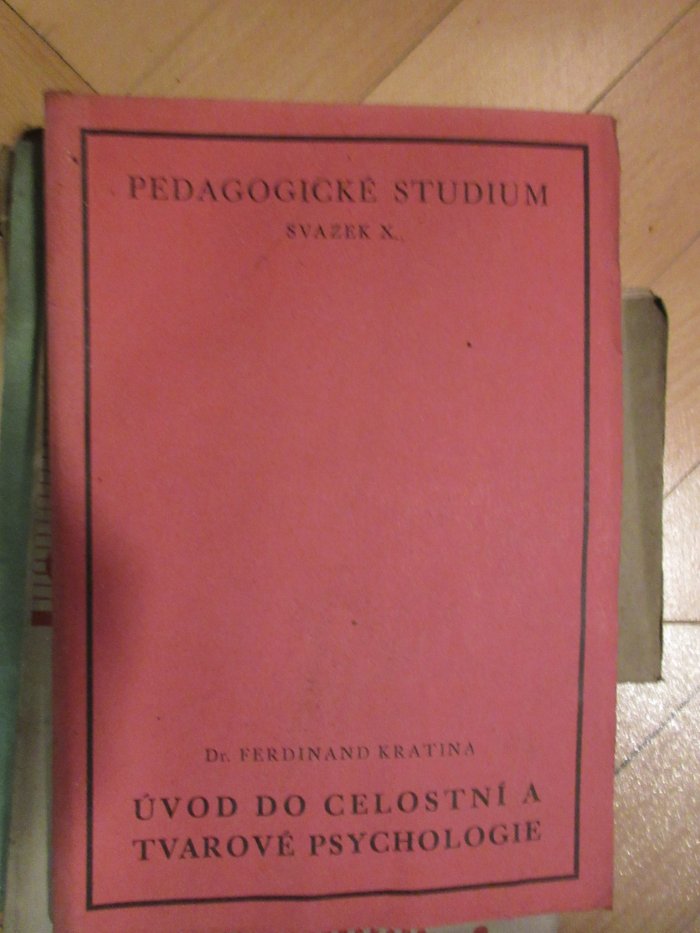 PEDAGOGICKÉ STUDIUM
SVAZEK X.
Dr. FERDINAND KRATINA
ÚVOD DO CELOSTNÍ A
TVAROVÉ PSYCHOLOGIE